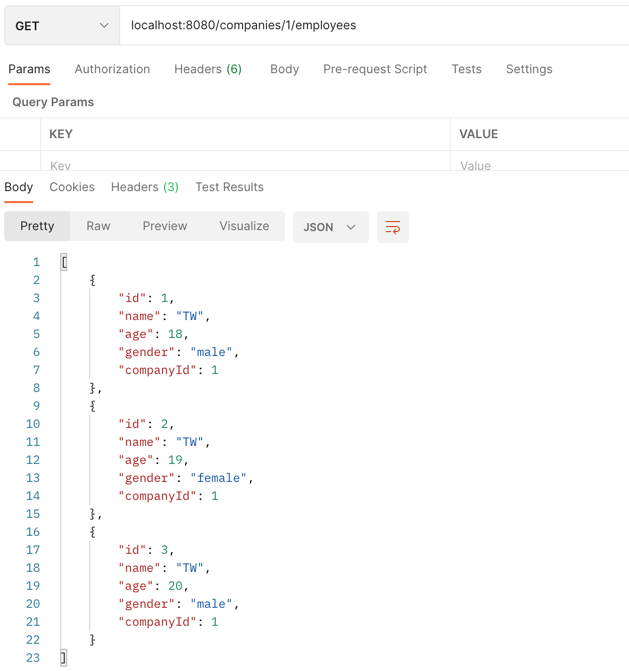 GET localhost:8080/companies/1/employees
Params Authorization Headers (6) Body Pre-request Script Tests Settings
Query Params
KEY VALUE
Key Value
Body Cookies Headers (3) Test Results
Pretty Raw Preview Visualize JSON
1 [
2 {
3 "id": 1,
4 "name": "TW",
5 "age": 18,
6 "gender": "male",
7 "companyId": 1
8 },
9 {
10 "id": 2,
11 "name": "TW",
12 "age": 19,
13 "gender": "female",
14 "companyId": 1
15 },
16 {
17 "id": 3,
18 "name": "TW",
19 "age": 20,
20 "gender": "male",
21 "companyId": 1
22 }
23 ]